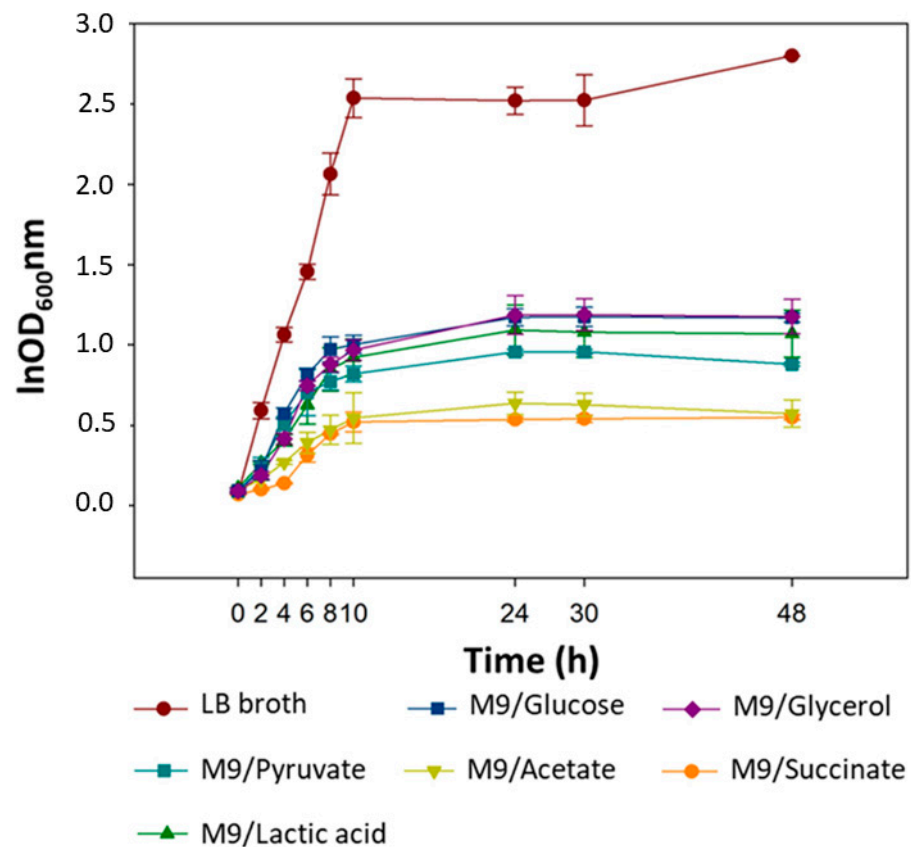 3.0
2.5
2.0
1.5
1.0
0.5
0.0
lnOD600nm
0 2 4 6 8 10 24 30 48
Time (h)
LB broth M9/Glucose M9/Glycerol
M9/Pyruvate M9/Acetate M9/Succinate
M9/Lactic acid